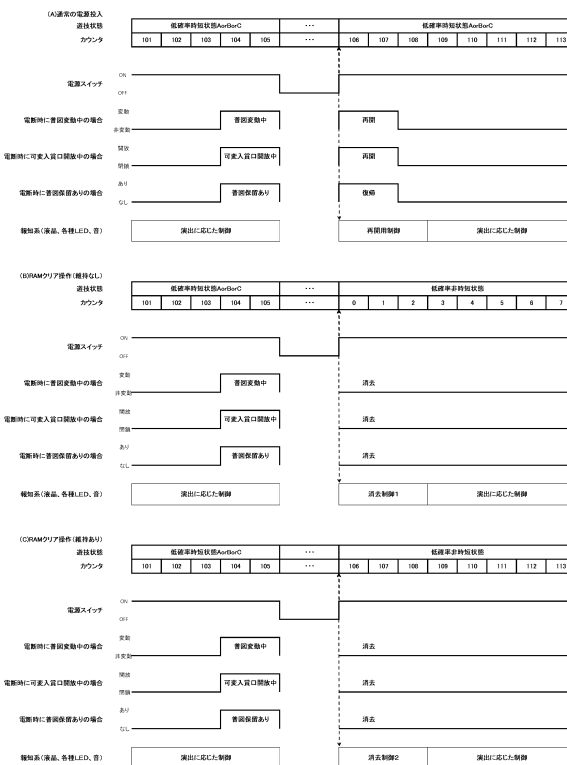 (A)通常の電源投入
遊技状態 低確率時短状態AorBorC ・・・ 低確率時短状態AorBorC
カウンタ 101 102 103 104 105 ・・・ 106 107 108 109 110 111 112 113
ON
電源スイッチ
OFF
変動
電断時に普図変動中の場合 普図変動中 再開
非変動
開放
電断時に可変入賞口開放中の場合 可変入賞口開放中 再開
閉鎖
あり
電断時に普図保留ありの場合 普図保留あり 復帰
なし
報知系(液晶、各種LED、音) 演出に応じた制御 再開用制御 演出に応じた制御
(B)RAMクリア操作(維持なし)
遊技状態 低確率時短状態AorBorC ・・・ 低確率非時短状態
カウンタ 101 102 103 104 105 ・・・ 0 1 2 3 4 5 6 7
ON
電源スイッチ
OFF
変動
電断時に普図変動中の場合 普図変動中 消去
非変動
開放
電断時に可変入賞口開放中の場合 可変入賞口開放中 消去
閉鎖
あり
電断時に普図保留ありの場合 普図保留あり 消去
なし
報知系(液晶、各種LED、音) 演出に応じた制御 消去制御1 演出に応じた制御
(C)RAMクリア操作(維持あり)
遊技状態 低確率時短状態AorBorC ・・・ 低確率非時短状態
カウンタ 101 102 103 104 105 ・・・ 106 107 108 109 110 111 112 113
ON
電源スイッチ
OFF
変動
電断時に普図変動中の場合 普図変動中 消去
非変動
開放
電断時に可変入賞口開放中の場合 可変入賞口開放中 消去
閉鎖
あり
電断時に普図保留ありの場合 普図保留あり 消去
なし
報知系(液晶、各種LED、音) 演出に応じた制御 消去制御2 演出に応じた制御